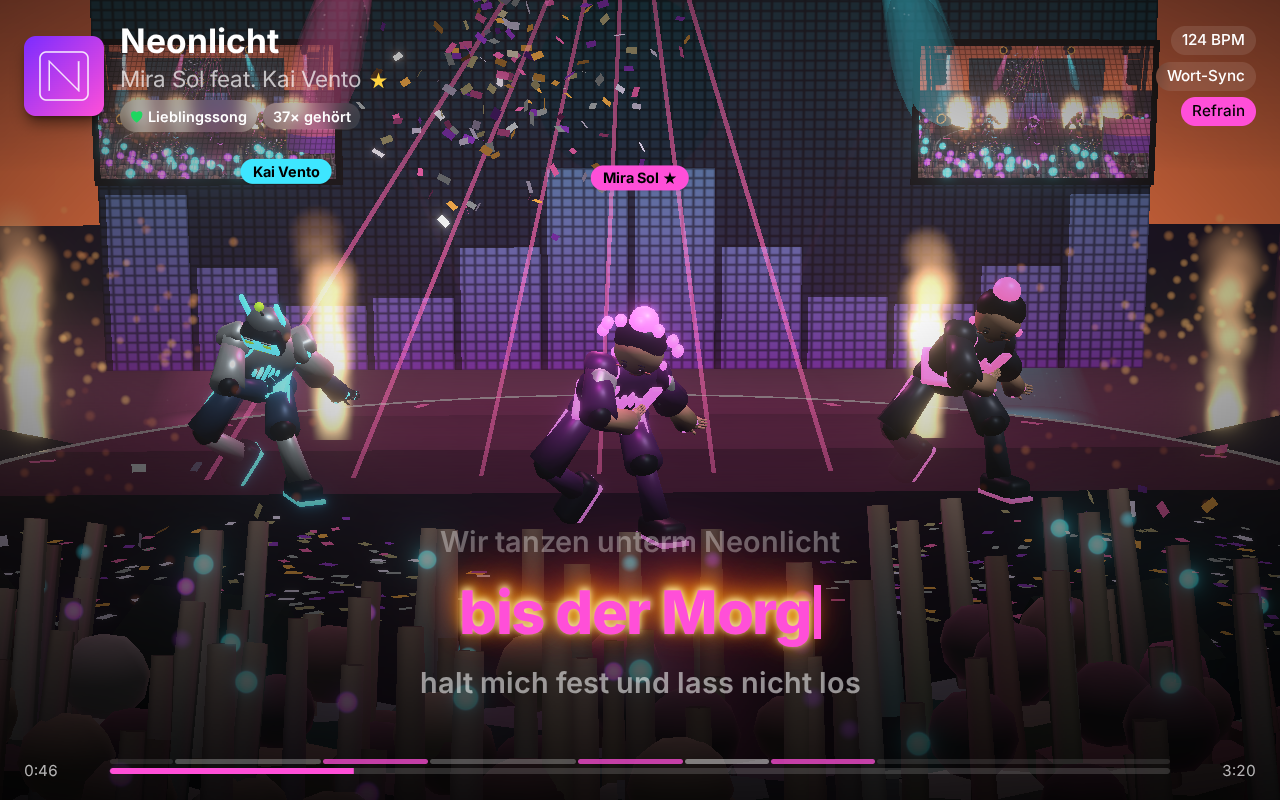 Neonlicht
Mira Sol feat. Kai Vento ★
Lieblingssong
37× gehört
124 BPM
Wort-Sync
Refrain
Kai Vento
Mira Sol ★
Wir tanzen unterm Neonlicht
bis der Morg
halt mich fest und lass nicht los
0:46
3:20